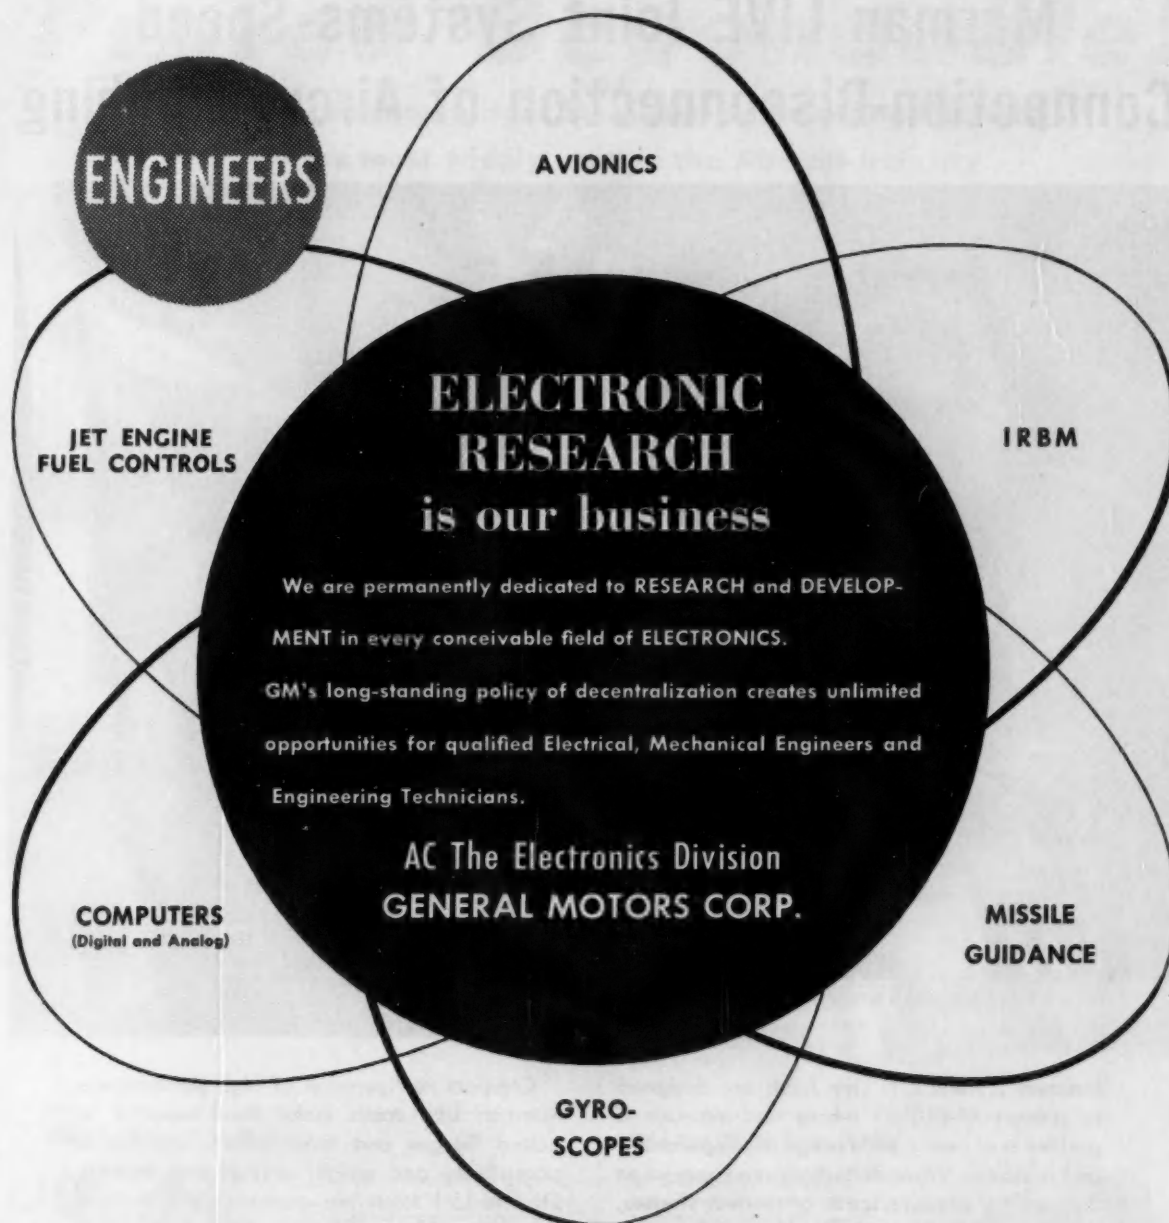 ENGINEERS
AVIONICS
JET ENGINE
FUEL CONTROLS
IRBM
ELECTRONIC
RESEARCH
is our business
We are permanently dedicated to RESEARCH and DEVELOP-
MENT in every conceivable field of ELECTRONICS.
GM's long-standing policy of decentralization creates unlimited
opportunities for qualified Electrical, Mechanical Engineers and
Engineering Technicians.
AC The Electronics Division
GENERAL MOTORS CORP.
COMPUTERS
(Digital and Analog)
MISSILE
GUIDANCE
GYRO-
SCOPES